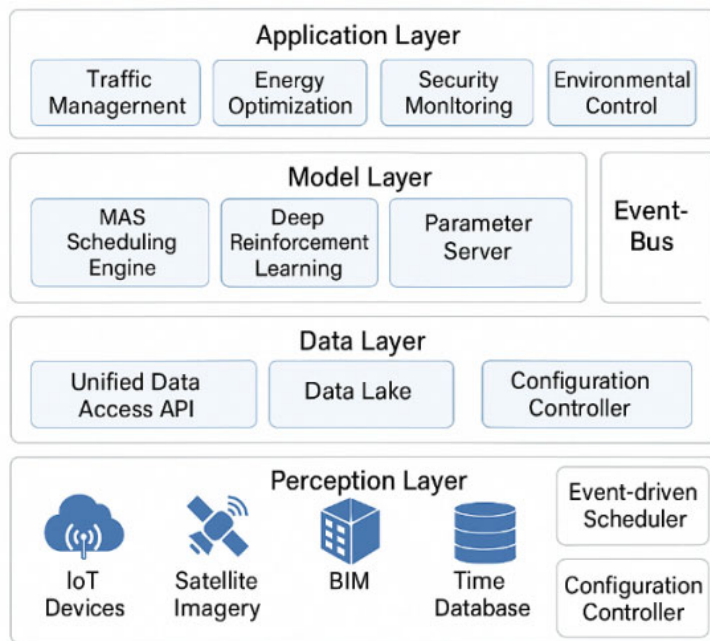 Application Layer
Traffic
Managernent
Energy
Optimization
Security
Monltoring
Environmental
Control
Model Layer
MAS
Scheduling
Engine
Deep
Reinforcement
Learning
Parameter
Server
Event-
Bus
Data Layer
Unified Data
Access API
Data Lake
Configuration
Controller
Perception Layer
IoT
Devices
Satellite
Imagery
BIM
Time
Database
Event-driven
Scheduler
Configuration
Controller